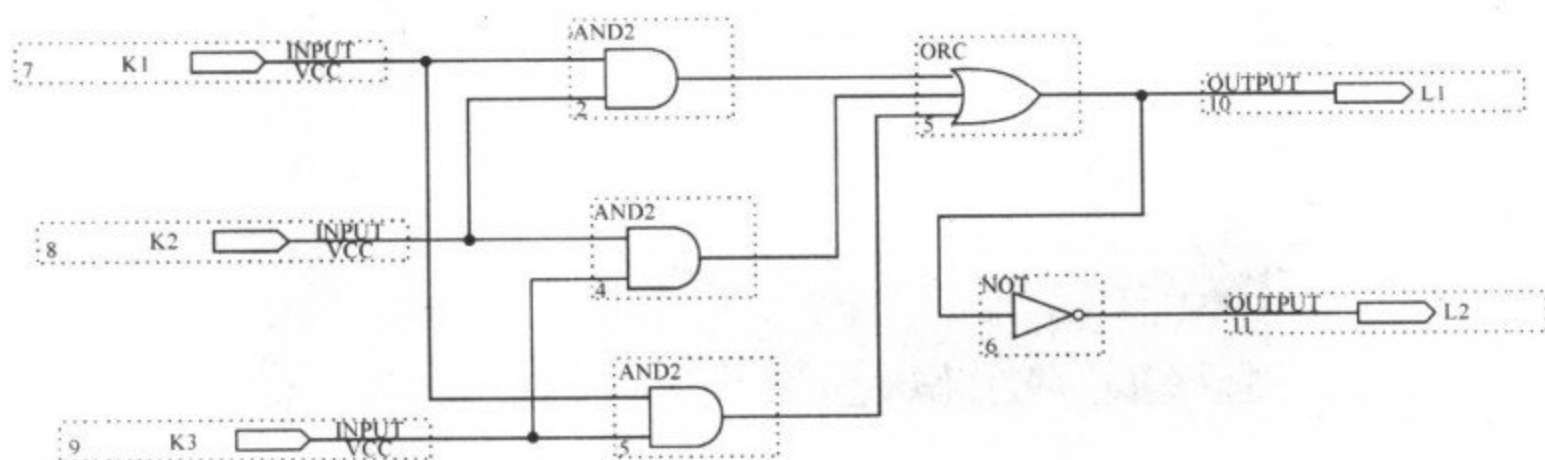 AND2
K1 INPUT VCC
7
2
ORC
5
OUTPUT
10 L1
AND2
K2 INPUT VCC
8
4
NOT
6
OUTPUT
11 L2
AND2
K3 INPUT VCC
9
5